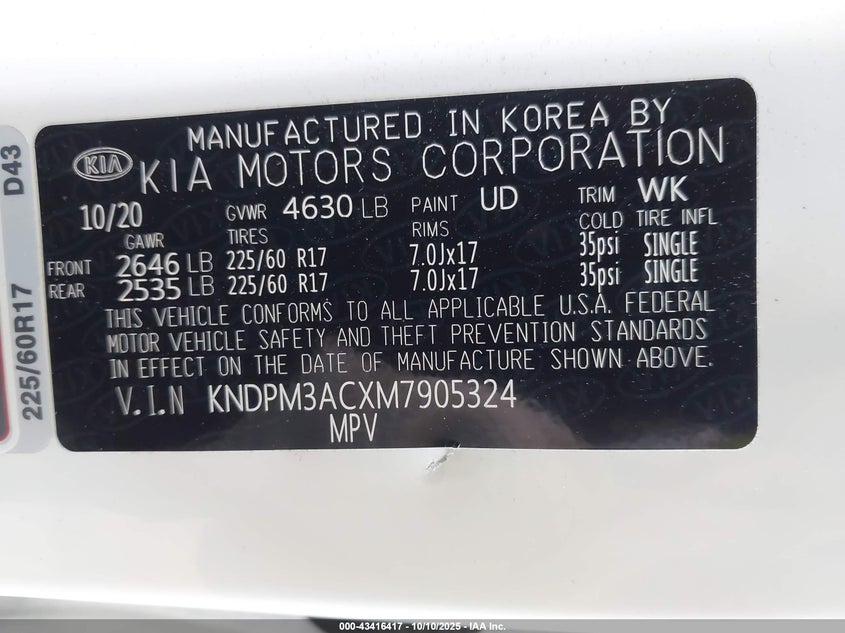 MANUFACTURED IN KOREA BY
KIA KIA MOTORS CORPORATION
10/20 GVWR 4630 LB PAINT UD TRIM WK
GAWR TIRES RIMS COLD TIRE INFL
FRONT 2646 LB 225/60 R17 7.0Jx17 35psi SINGLE
REAR 2535 LB 225/60 R17 7.0Jx17 35psi SINGLE
THIS VEHICLE CONFORMS TO ALL APPLICABLE U.S.A. FEDERAL
MOTOR VEHICLE SAFETY AND THEFT PREVENTION STANDARDS
IN EFFECT ON THE DATE OF MANUFACTURE SHOWN ABOVE.
V.I.N KNDPM3ACXM7905324
MPV
225/60R17 D43
000-43416417 - 10/10/2025 - IAA Inc.